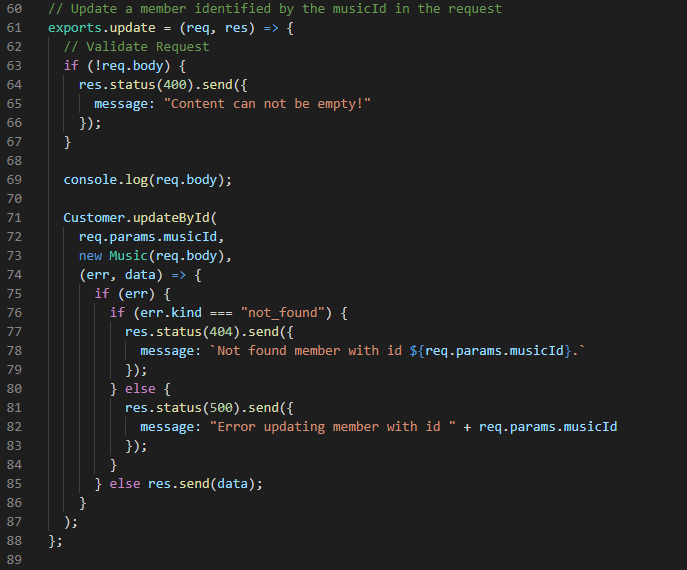 60 // Update a member identified by the musicId in the request
61 exports.update = (req, res) => {
62   // Validate Request
63   if (!req.body) {
64     res.status(400).send({
65       message: "Content can not be empty!"
66     });
67   }
68
69   console.log(req.body);
70
71   Customer.updateById(
72     req.params.musicId,
73     new Music(req.body),
74     (err, data) => {
75       if (err) {
76         if (err.kind === "not_found") {
77           res.status(404).send({
78             message: `Not found member with id ${req.params.musicId}.`
79           });
80         } else {
81           res.status(500).send({
82             message: "Error updating member with id " + req.params.musicId
83           });
84         }
85       } else res.send(data);
86     }
87   );
88 };
89